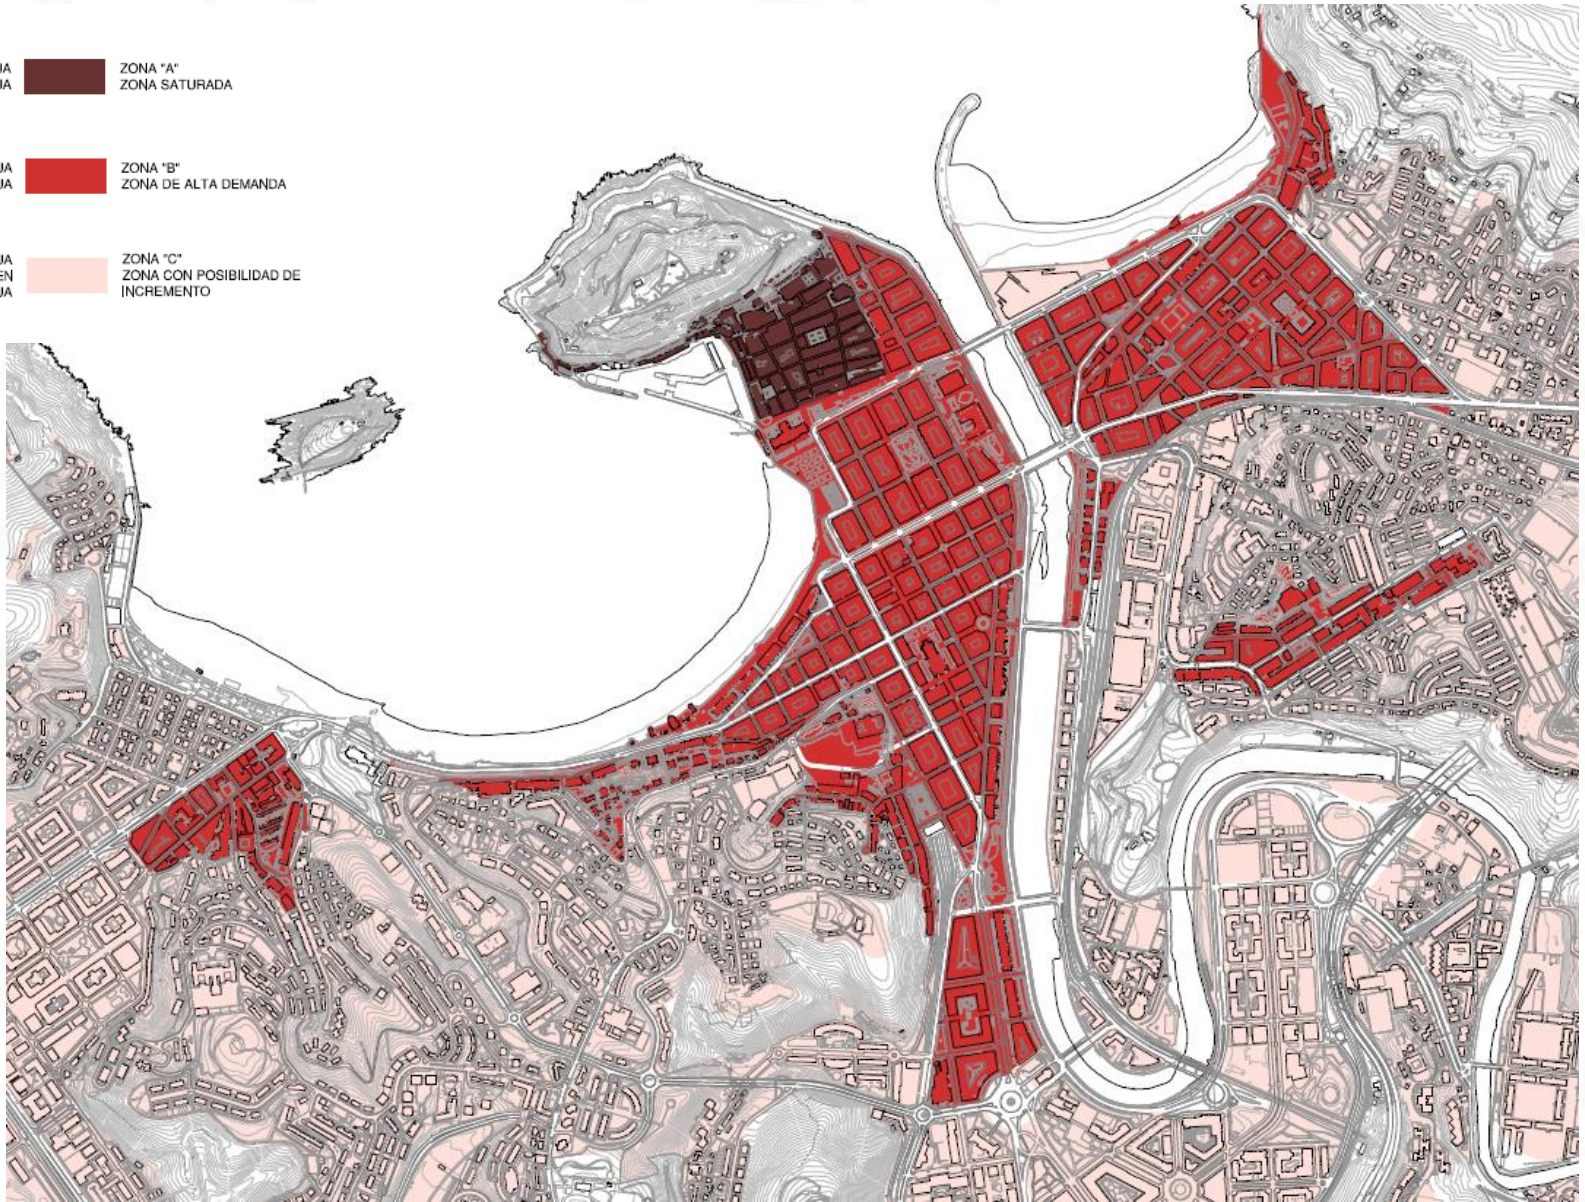 ZONA "A"
ZONA SATURADA
ZONA "B"
ZONA DE ALTA DEMANDA
ZONA "C"
ZONA CON POSIBILIDAD DE
INCREMENTO